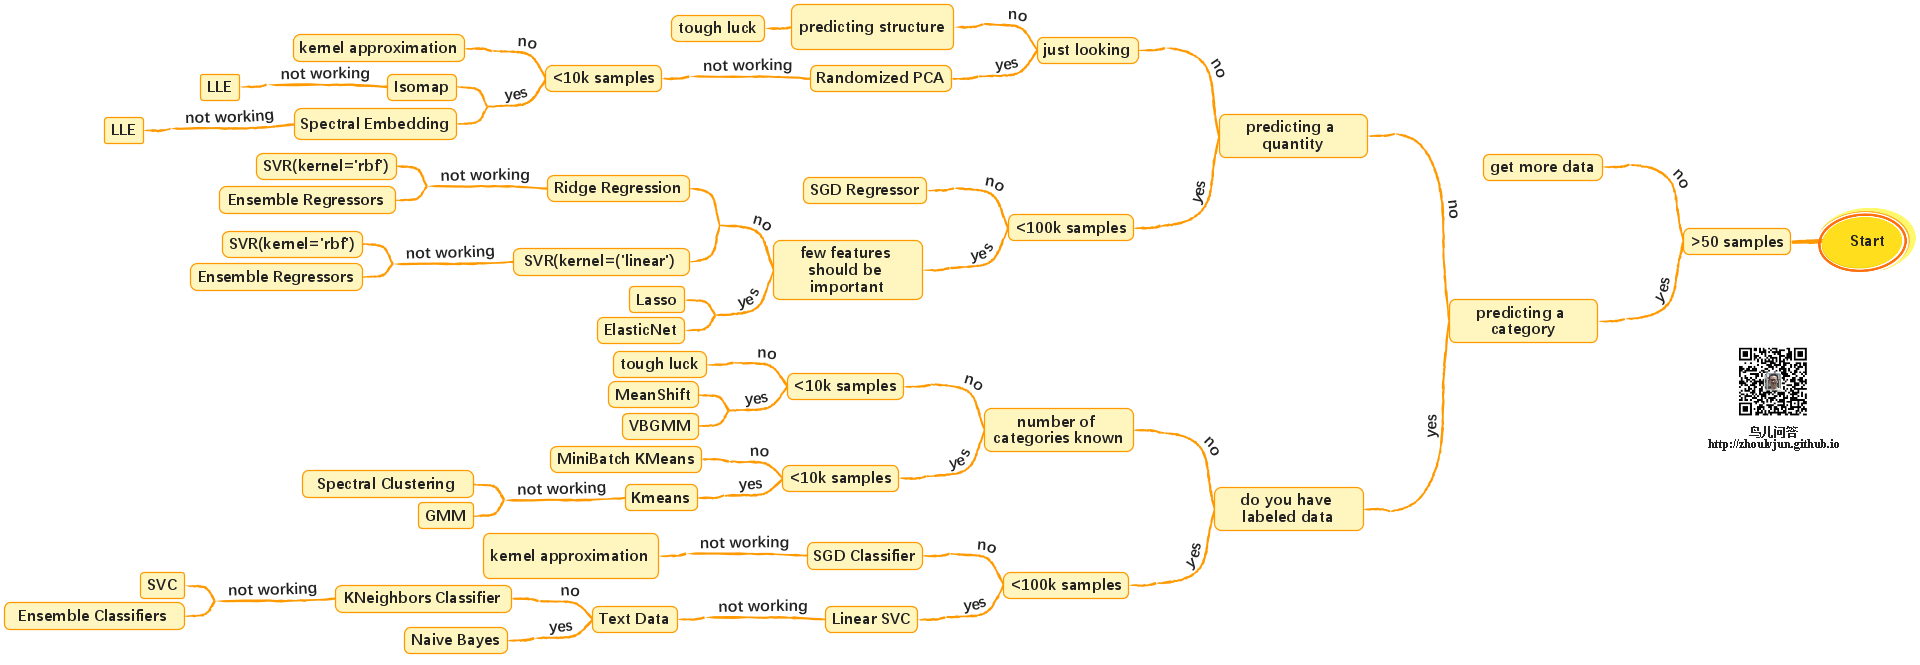 Start
>50 samples
no
get more data
yes
predicting a
category
no
predicting a
quantity
no
just looking
no
predicting structure
tough luck
yes
Randomized PCA
not working
<10k samples
no
kernel approximation
yes
Isomap
not working
LLE
Spectral Embedding
not working
LLE
yes
<100k samples
no
SGD Regressor
yes
few features
should be
important
no
Ridge Regression
not working
SVR(kernel='rbf')
Ensemble Regressors
SVR(kernel=('linear')
not working
SVR(kernel='rbf')
Ensemble Regressors
yes
Lasso
ElasticNet
yes
do you have
labeled data
no
number of
categories known
no
<10k samples
no
tough luck
yes
MeanShift
VBGMM
yes
<10k samples
no
MiniBatch KMeans
yes
Kmeans
not working
Spectral Clustering
GMM
yes
<100k samples
no
SGD Classifier
not working
kernel approximation
yes
Linear SVC
not working
Text Data
no
KNeighbors Classifier
not working
SVC
Ensemble Classifiers
yes
Naive Bayes
鸟儿问答